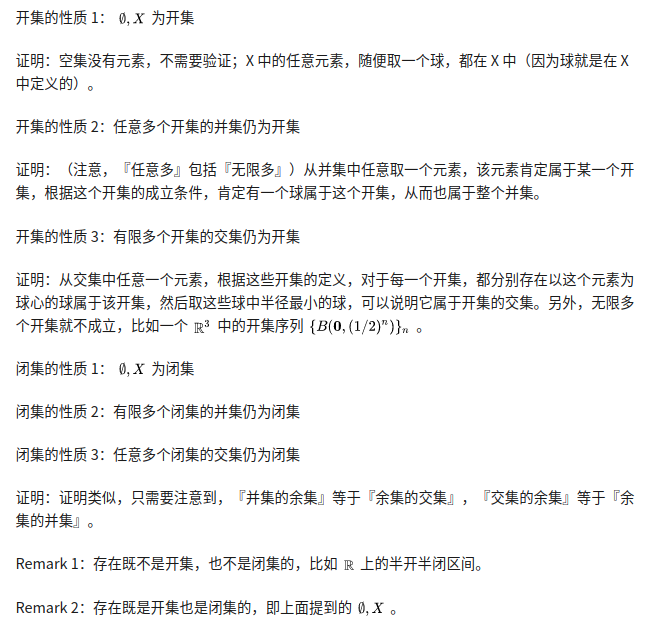 开集的性质 1： ∅, X 为开集
证明：空集没有元素，不需要验证；X 中的任意元素，随便取一个球，都在 X 中（因为球就是在 X
中定义的）。
开集的性质 2：任意多个开集的并集仍为开集
证明：（注意，『任意多』包括『无限多』）从并集中任意取一个元素，该元素肯定属于某一个开
集，根据这个开集的成立条件，肯定有一个球属于这个开集，从而也属于整个并集。
开集的性质 3：有限多个开集的交集仍为开集
证明：从交集中任意一个元素，根据这些开集的定义，对于每一个开集，都分别存在以这个元素为
球心的球属于该开集，然后取这些球中半径最小的球，可以说明它属于开集的交集。另外，无限多
个开集就不成立，比如一个 ℝ³ 中的开集序列 {B(𝟎, (1/2)ⁿ)}ₙ 。
闭集的性质 1： ∅, X 为闭集
闭集的性质 2：有限多个闭集的并集仍为闭集
闭集的性质 3：任意多个闭集的交集仍为闭集
证明：证明类似，只需要注意到，『并集的余集』等于『余集的交集』，『交集的余集』等于『余
集的并集』。
Remark 1：存在既不是开集，也不是闭集的，比如 ℝ 上的半开半闭区间。
Remark 2：存在既是开集也是闭集的，即上面提到的 ∅, X 。